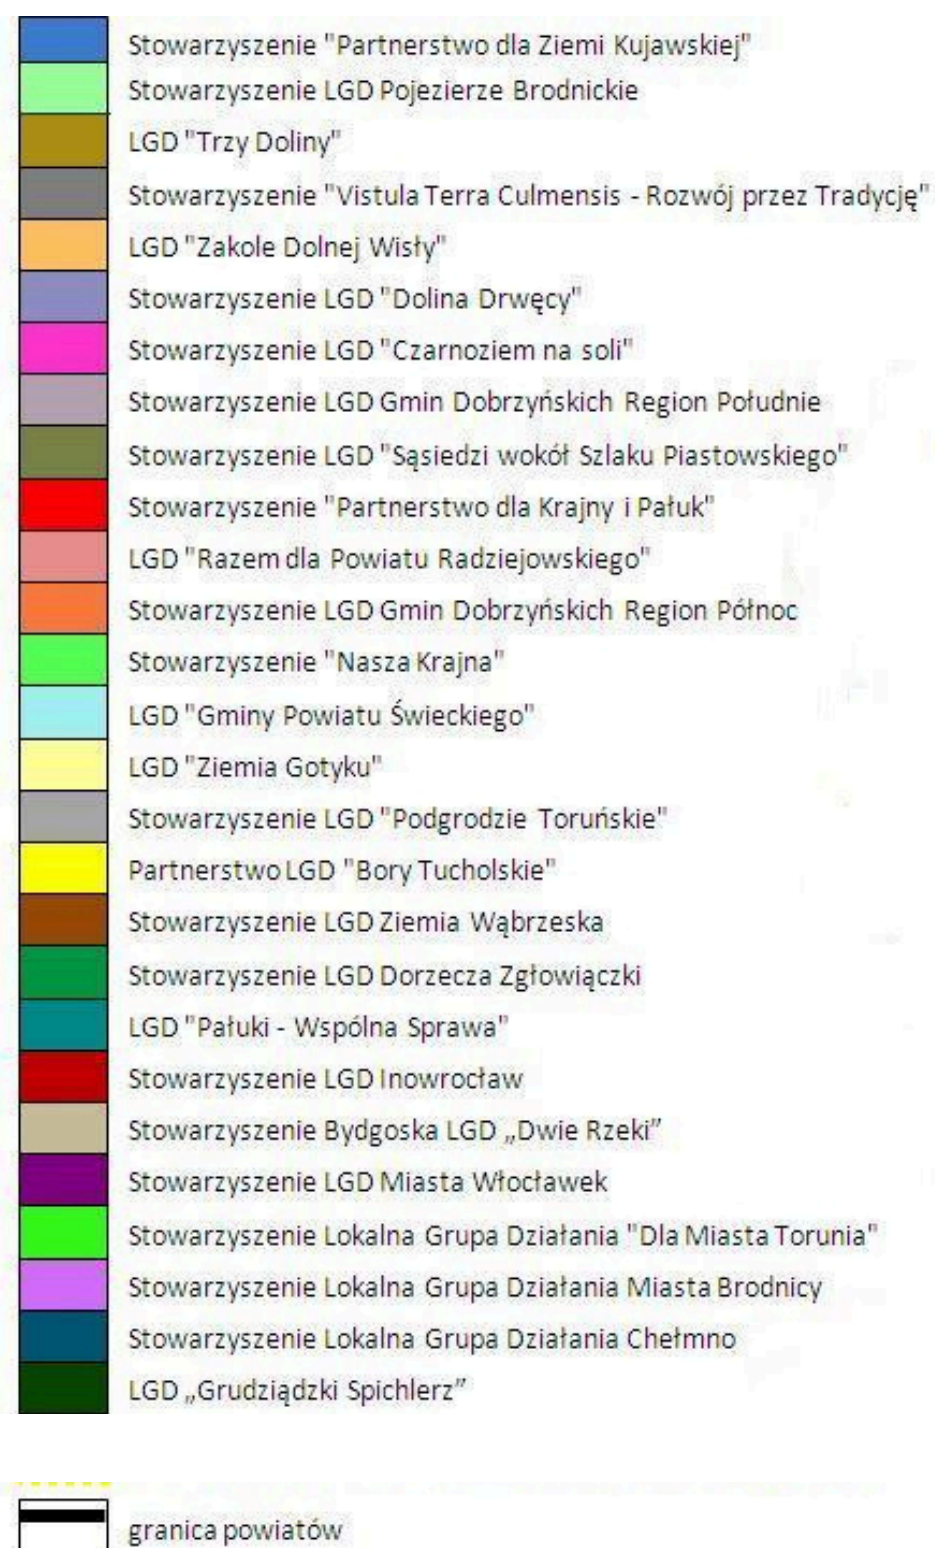 Stowarzyszenie "Partnerstwo dla Ziemi Kujawskiej"
Stowarzyszenie LGD Pojezierze Brodnickie
LGD "Trzy Doliny"
Stowarzyszenie "Vistula Terra Culmensis - Rozwój przez Tradycję"
LGD "Zakole Dolnej Wisły"
Stowarzyszenie LGD "Dolina Drwęcy"
Stowarzyszenie LGD "Czarnoziem na soli"
Stowarzyszenie LGD Gmin Dobrzyńskich Region Południe
Stowarzyszenie LGD "Sąsiedzi wokół Szlaku Piastowskiego"
Stowarzyszenie "Partnerstwo dla Krajny i Pałuk"
LGD "Razem dla Powiatu Radziejowskiego"
Stowarzyszenie LGD Gmin Dobrzyńskich Region Północ
Stowarzyszenie "Nasza Krajna"
LGD "Gminy Powiatu Świeckiego"
LGD "Ziemia Gotyku"
Stowarzyszenie LGD "Podgrodzie Toruńskie"
Partnerstwo LGD "Bory Tucholskie"
Stowarzyszenie LGD Ziemia Wąbrzeska
Stowarzyszenie LGD Dorzecza Zgłowiączki
LGD "Pałuki - Wspólna Sprawa"
Stowarzyszenie LGD Inowrocław
Stowarzyszenie Bydgoska LGD „Dwie Rzeki”
Stowarzyszenie LGD Miasta Włocławek
Stowarzyszenie Lokalna Grupa Działania "Dla Miasta Torunia"
Stowarzyszenie Lokalna Grupa Działania Miasta Brodnicy
Stowarzyszenie Lokalna Grupa Działania Chełmno
LGD „Grudziądzki Spichlerz”
granica powiatów